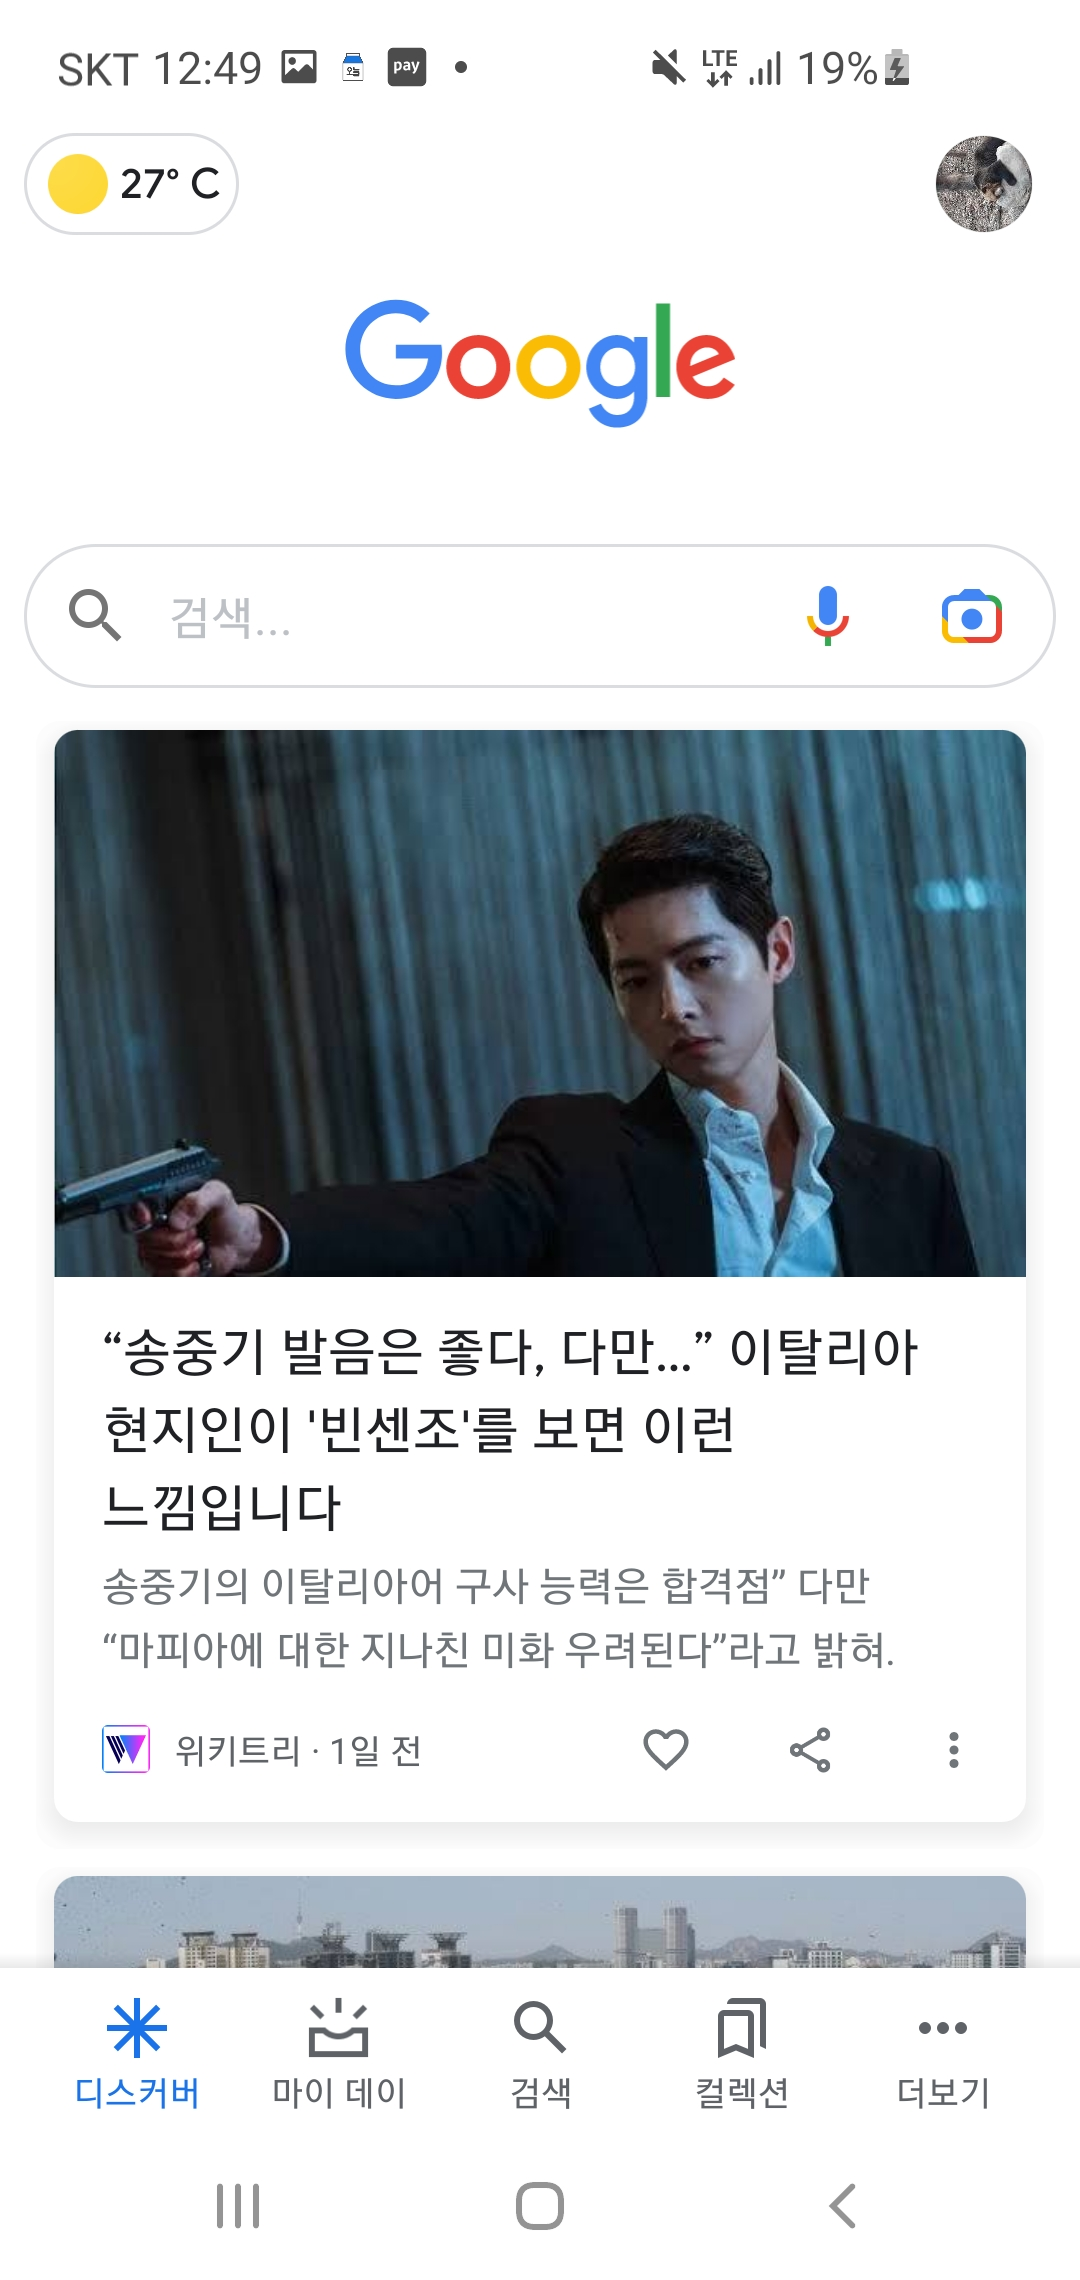 SKT 12:49 오늘 pay LTE 19%
27° C
Google
검색...
“송중기 발음은 좋다, 다만...” 이탈리아
현지인이 '빈센조'를 보면 이런
느낌입니다
송중기의 이탈리아어 구사 능력은 합격점” 다만
“마피아에 대한 지나친 미화 우려된다”라고 밝혀.
위키트리 · 1일 전
디스커버 마이 데이 검색 컬렉션 더보기